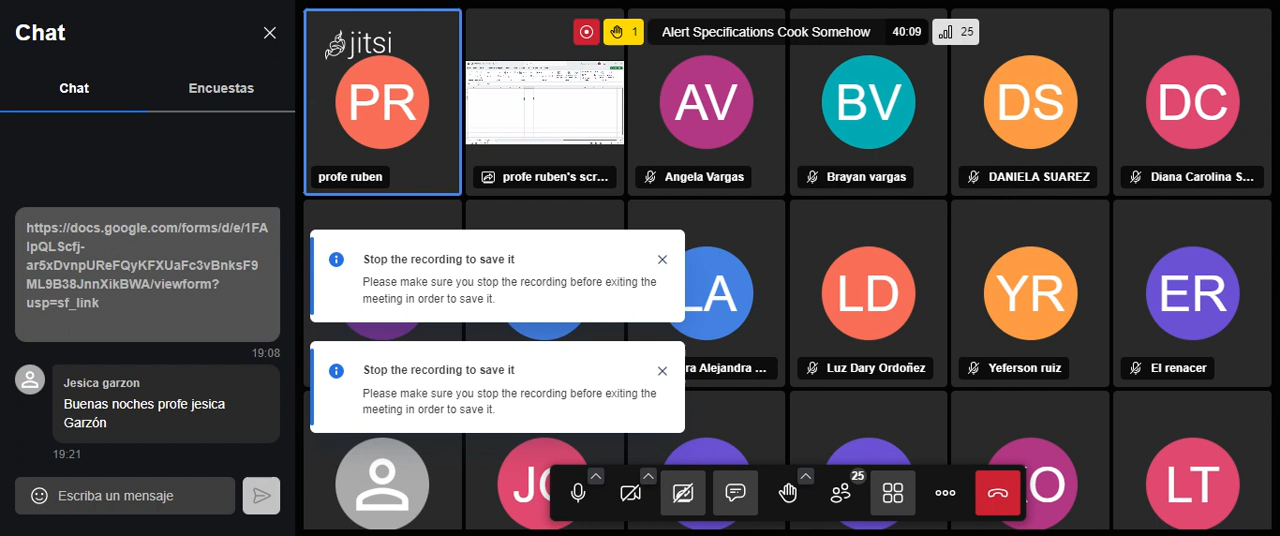 Chat
Chat
Encuestas
https://docs.google.com/forms/d/e/1FA
IpQLScfj-
ar5xDvnpUReFQyKFXUaFc3vBnksF9
ML9B38JnnXikBWA/viewform?
usp=sf_link
19:08
Jesica garzon
Buenas noches profe jesica
Garzón
19:21
Escriba un mensaje
jitsi
1
Alert Specifications Cook Somehow
40:09
25
PR
profe ruben
profe ruben's scr...
AV
Angela Vargas
BV
Brayan vargas
DS
DANIELA SUAREZ
DC
Diana Carolina S...
Stop the recording to save it
Please make sure you stop the recording before exiting the
meeting in order to save it.
Stop the recording to save it
Please make sure you stop the recording before exiting the
meeting in order to save it.
LA
ra Alejandra ...
LD
Luz Dary Ordoñez
YR
Yeferson ruiz
ER
El renacer
LT
25